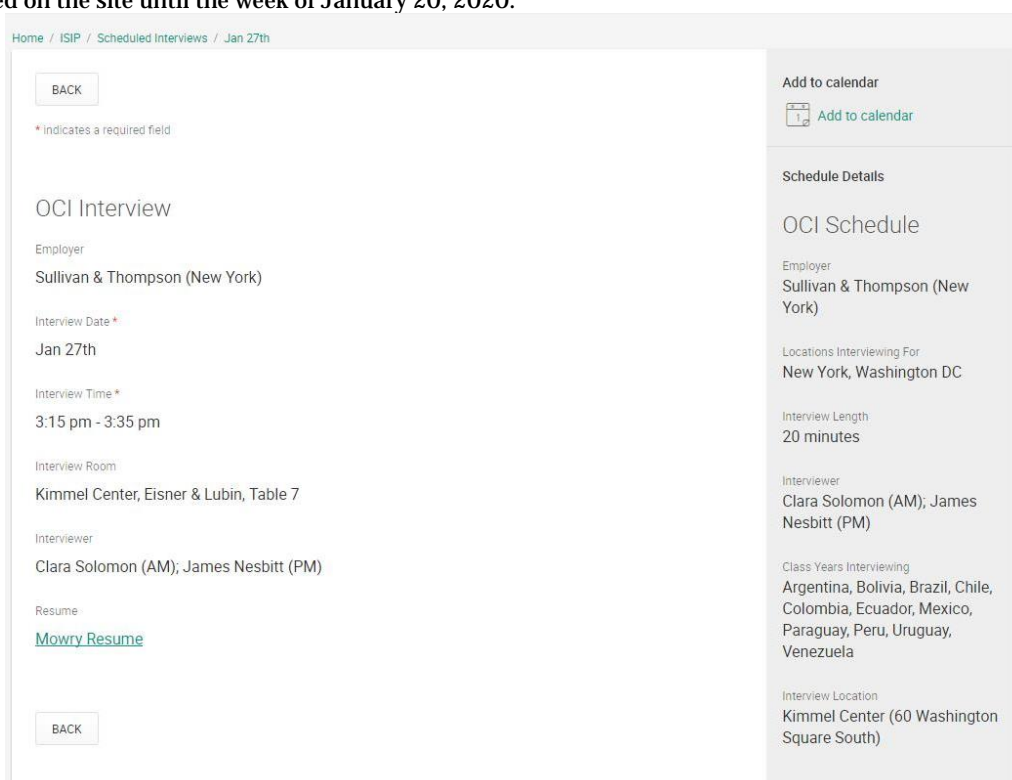 ed on the site until the week of January 20, 2020.
Home / ISIP / Scheduled Interviews / Jan 27th
BACK
* indicates a required field
OCI Interview
Employer
Sullivan & Thompson (New York)
Interview Date *
Jan 27th
Interview Time *
3:15 pm - 3:35 pm
Interview Room
Kimmel Center, Eisner & Lubin, Table 7
Interviewer
Clara Solomon (AM); James Nesbitt (PM)
Resume
Mowry Resume
BACK
Add to calendar
1
Add to calendar
Schedule Details
OCI Schedule
Employer
Sullivan & Thompson (New
York)
Locations Interviewing For
New York, Washington DC
Interview Length
20 minutes
Interviewer
Clara Solomon (AM); James
Nesbitt (PM)
Class Years Interviewing
Argentina, Bolivia, Brazil, Chile,
Colombia, Ecuador, Mexico,
Paraguay, Peru, Uruguay,
Venezuela
Interview Location
Kimmel Center (60 Washington
Square South)